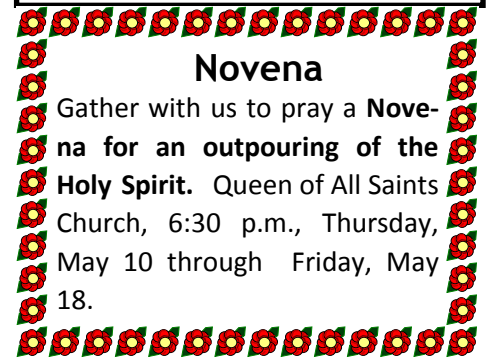 Novena
Gather with us to pray a Nove-
na for an outpouring of the
Holy Spirit. Queen of All Saints
Church, 6:30 p.m., Thursday,
May 10 through Friday, May
18.